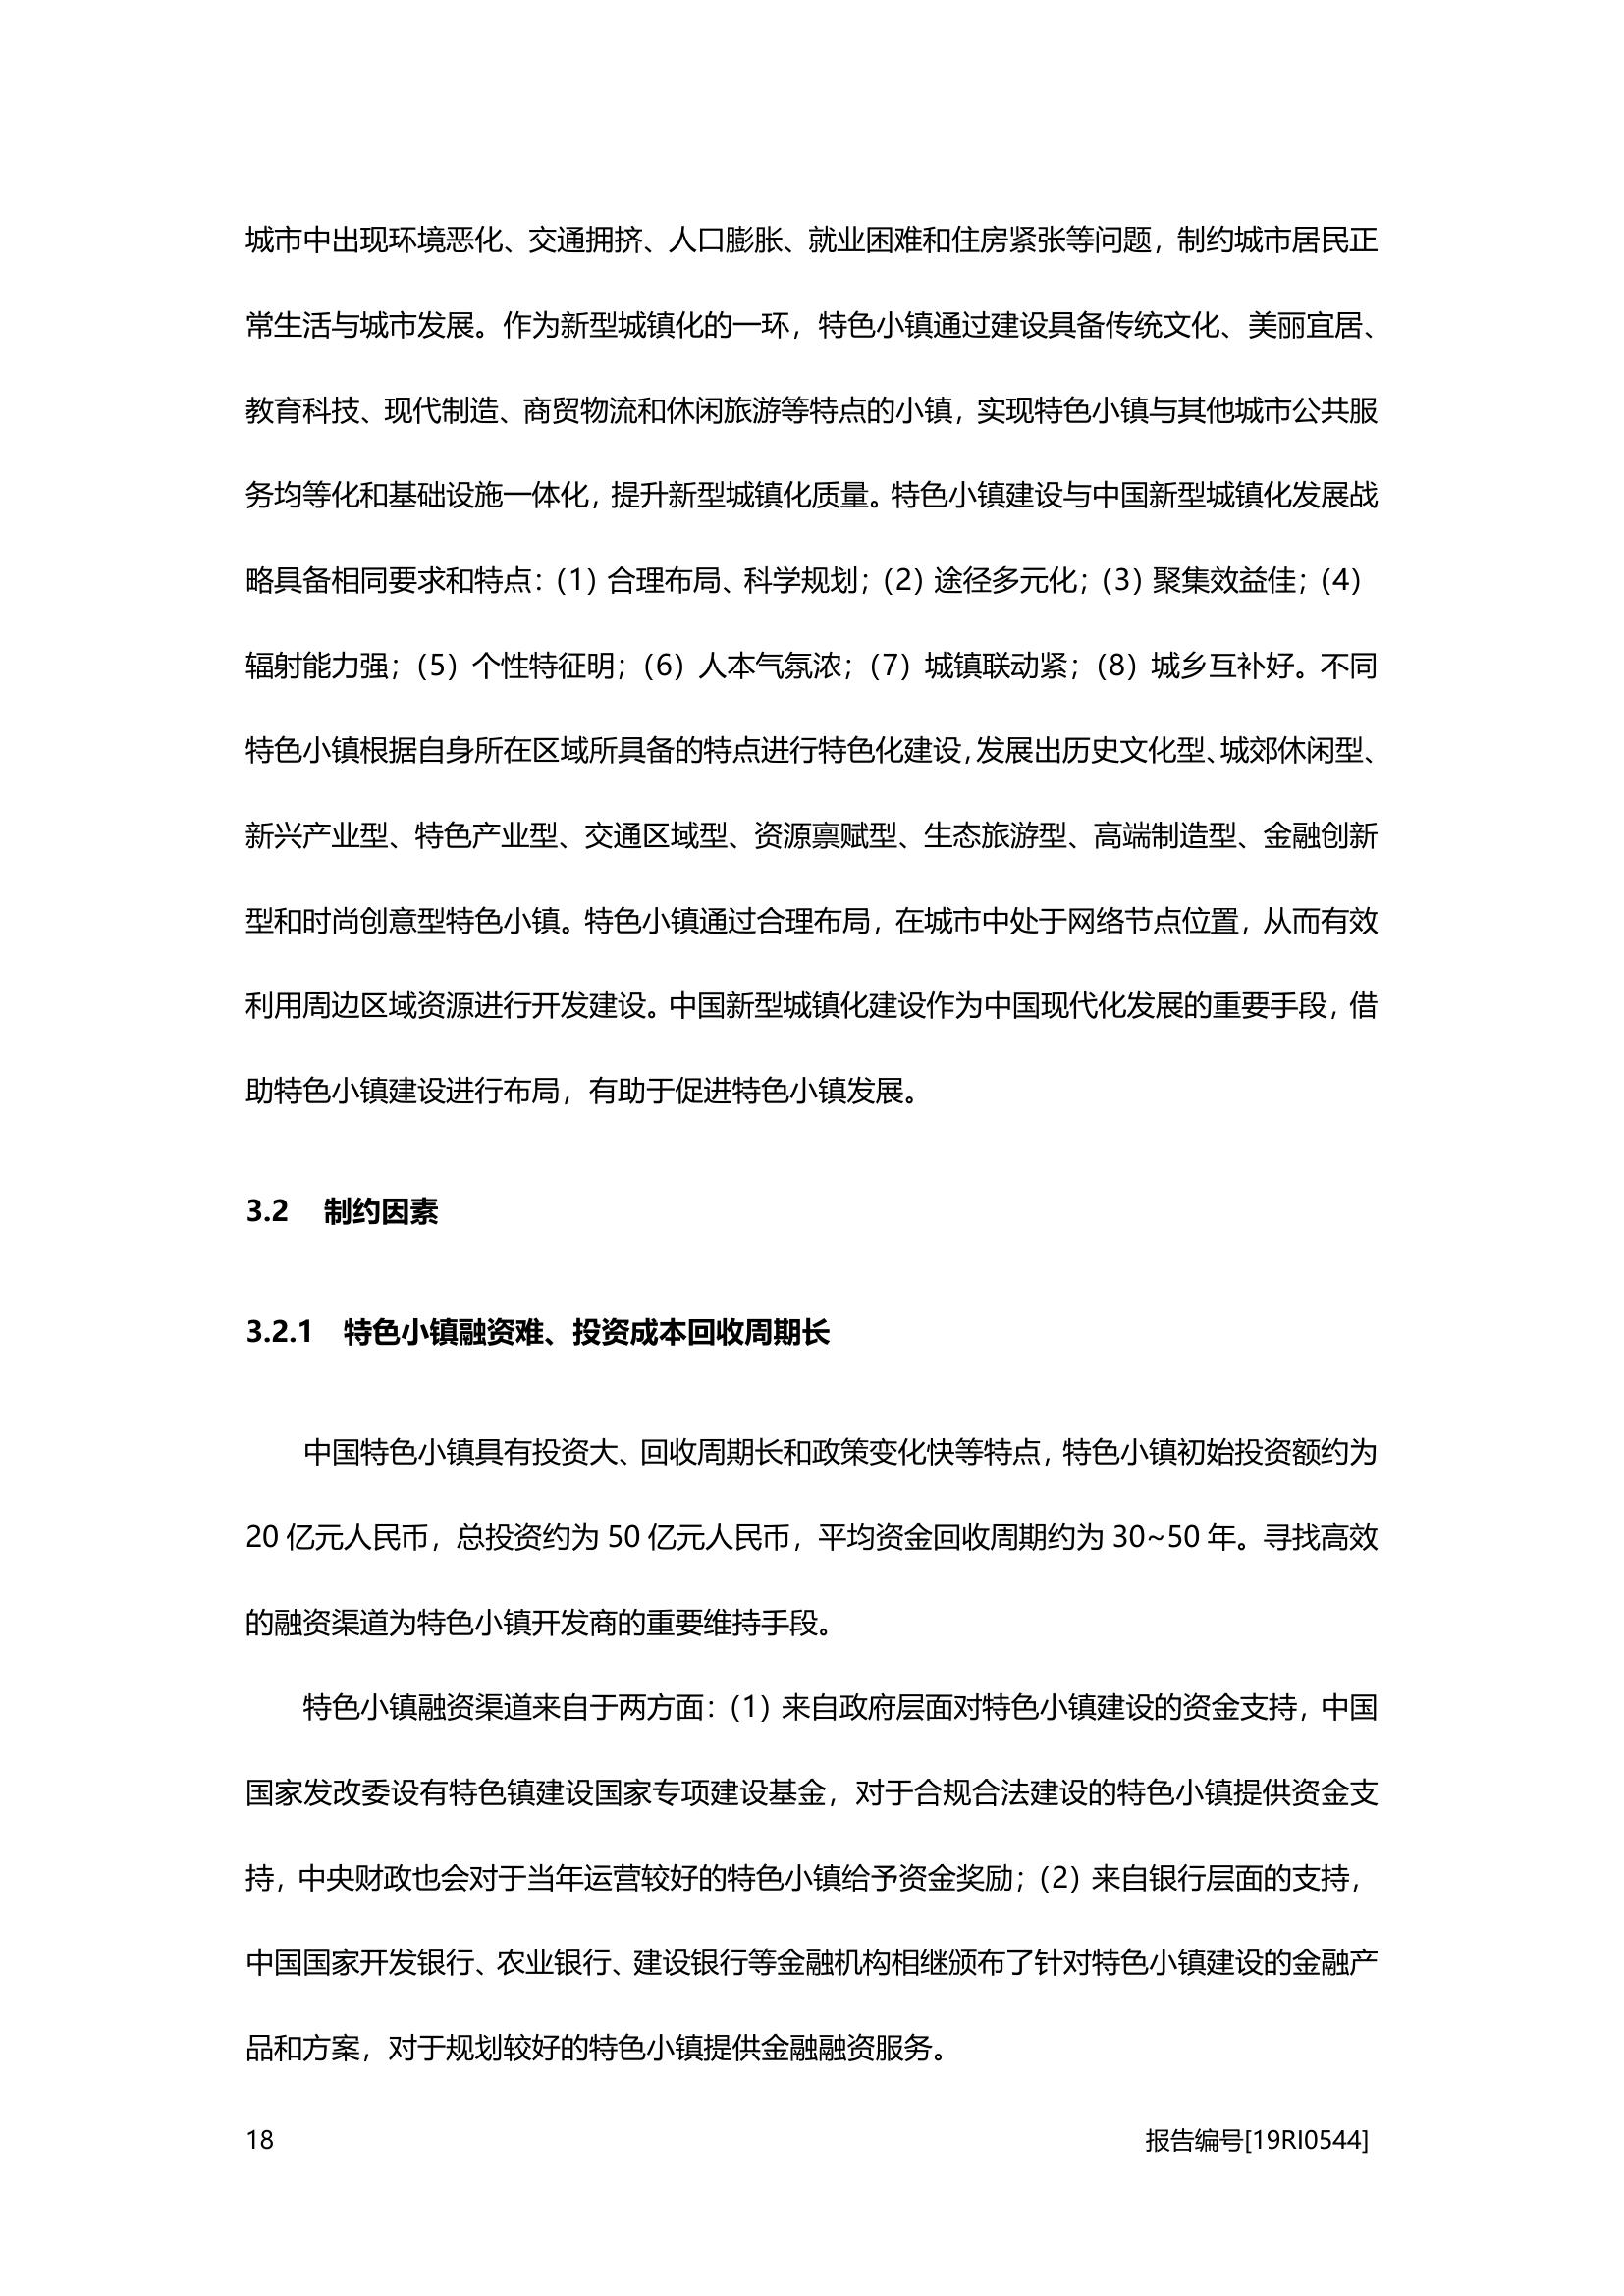 城市中出现环境恶化、交通拥挤、人口膨胀、就业困难和住房紧张等问题，制约城市居民正
常生活与城市发展。作为新型城镇化的一环，特色小镇通过建设具备传统文化、美丽宜居、
教育科技、现代制造、商贸物流和休闲旅游等特点的小镇，实现特色小镇与其他城市公共服
务均等化和基础设施一体化，提升新型城镇化质量。特色小镇建设与中国新型城镇化发展战
略具备相同要求和特点：（1）合理布局、科学规划；（2）途径多元化；（3）聚集效益佳；（4）
辐射能力强；（5）个性特征明；（6）人本气氛浓；（7）城镇联动紧；（8）城乡互补好。不同
特色小镇根据自身所在区域所具备的特点进行特色化建设，发展出历史文化型、城郊休闲型、
新兴产业型、特色产业型、交通区域型、资源禀赋型、生态旅游型、高端制造型、金融创新
型和时尚创意型特色小镇。特色小镇通过合理布局，在城市中处于网络节点位置，从而有效
利用周边区域资源进行开发建设。中国新型城镇化建设作为中国现代化发展的重要手段，借
助特色小镇建设进行布局，有助于促进特色小镇发展。
3.2 制约因素
3.2.1 特色小镇融资难、投资成本回收周期长
中国特色小镇具有投资大、回收周期长和政策变化快等特点，特色小镇初始投资额约为
20 亿元人民币，总投资约为 50 亿元人民币，平均资金回收周期约为 30~50 年。寻找高效
的融资渠道为特色小镇开发商的重要维持手段。
特色小镇融资渠道来自于两方面：（1）来自政府层面对特色小镇建设的资金支持，中国
国家发改委设有特色镇建设国家专项建设基金，对于合规合法建设的特色小镇提供资金支
持，中央财政也会对于当年运营较好的特色小镇给予资金奖励；（2）来自银行层面的支持，
中国国家开发银行、农业银行、建设银行等金融机构相继颁布了针对特色小镇建设的金融产
品和方案，对于规划较好的特色小镇提供金融融资服务。
18 报告编号[19RI0544]